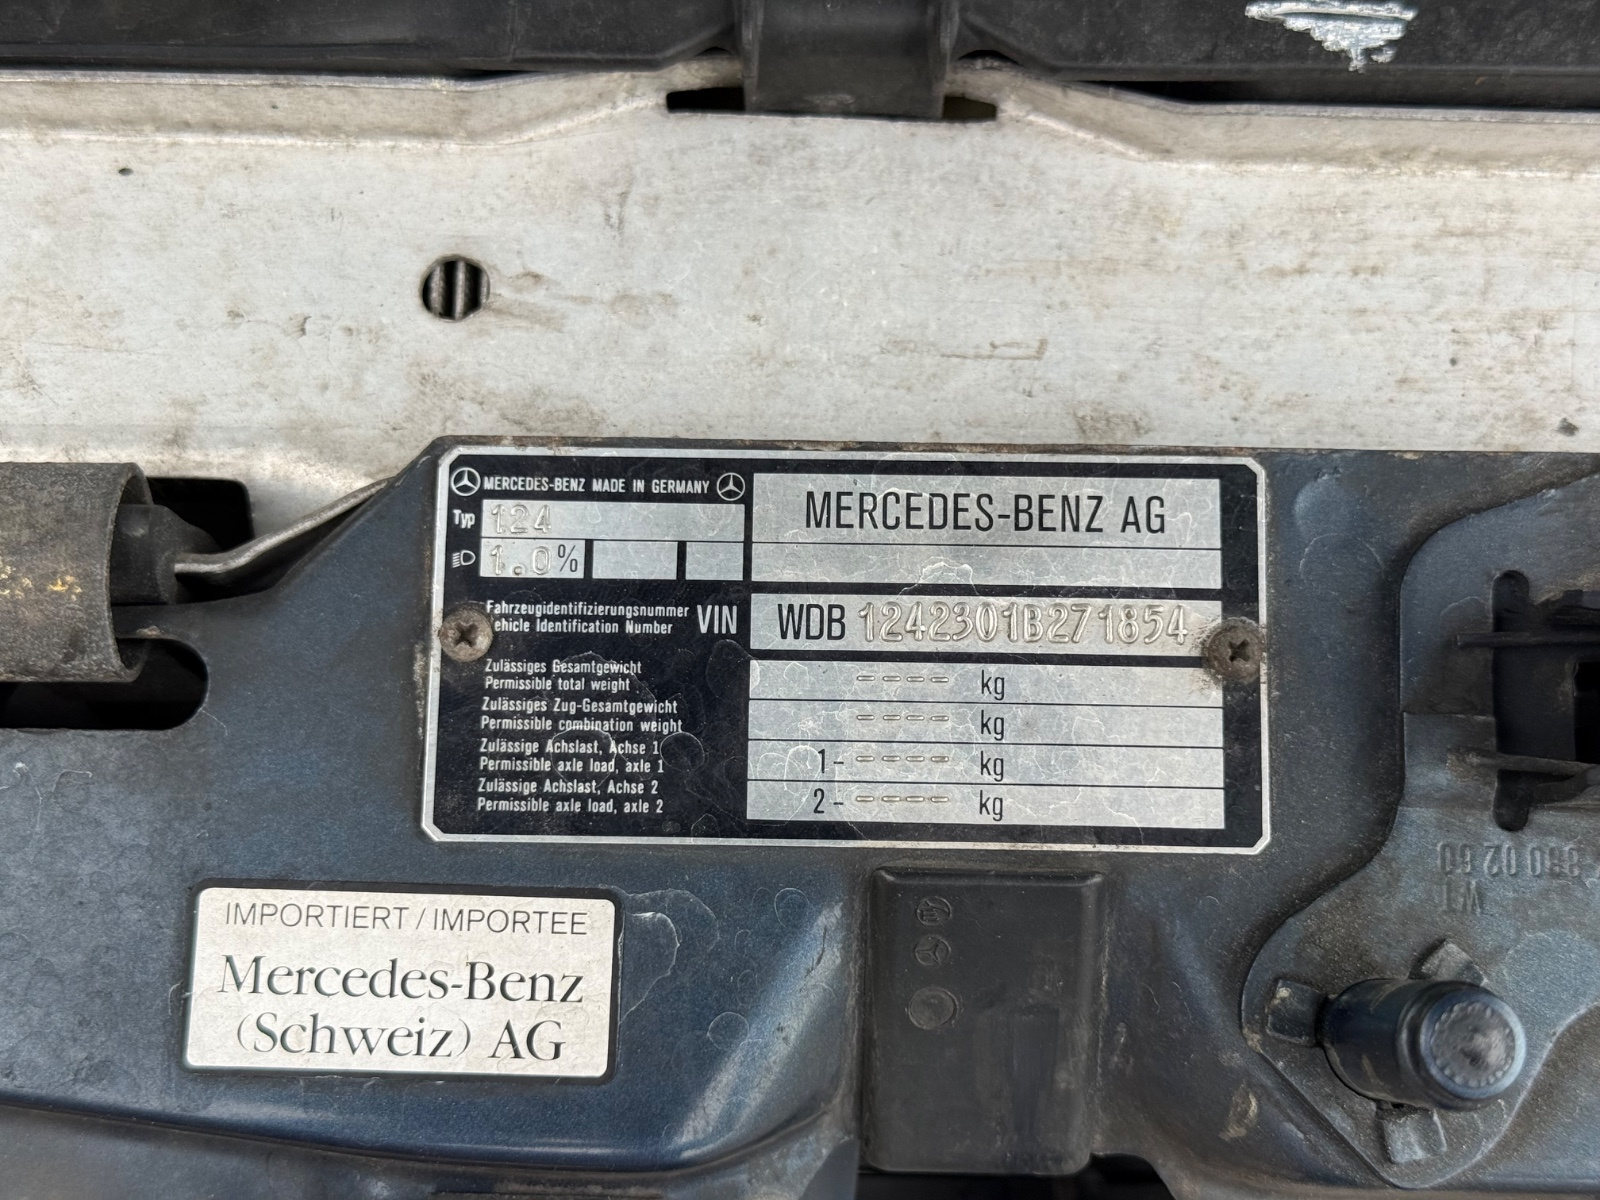 MERCEDES-BENZ MADE IN GERMANY
Typ 124
1.0%
MERCEDES-BENZ AG
Fahrzeugidentifizierungsnummer
Vehicle Identification Number VIN WDB 1242301B271854
Zulässiges Gesamtgewicht
Permissible total weight ---- kg
Zulässiges Zug-Gesamtgewicht
Permissible combination weight ---- kg
Zulässige Achslast, Achse 1
Permissible axle load, axle 1 1- ---- kg
Zulässige Achslast, Achse 2
Permissible axle load, axle 2 2- ---- kg
IMPORTIERT / IMPORTEE
Mercedes-Benz
(Schweiz) AG
WT